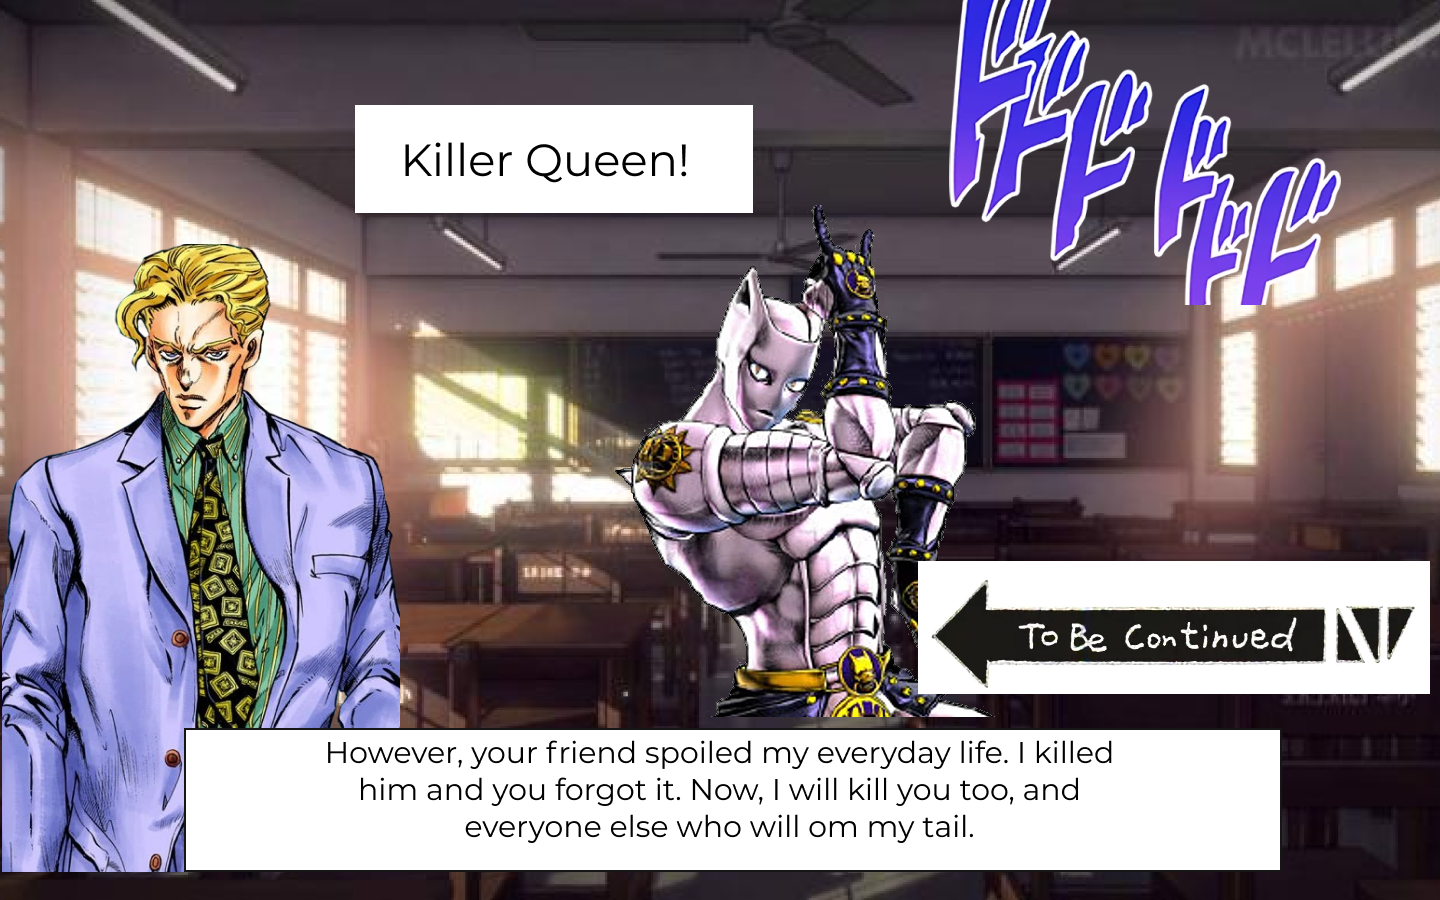 MCLELLAN
ドドド
ドドド
Killer Queen!
To Be Continued
However, your friend spoiled my everyday life. I killed
him and you forgot it. Now, I will kill you too, and
everyone else who will om my tail.